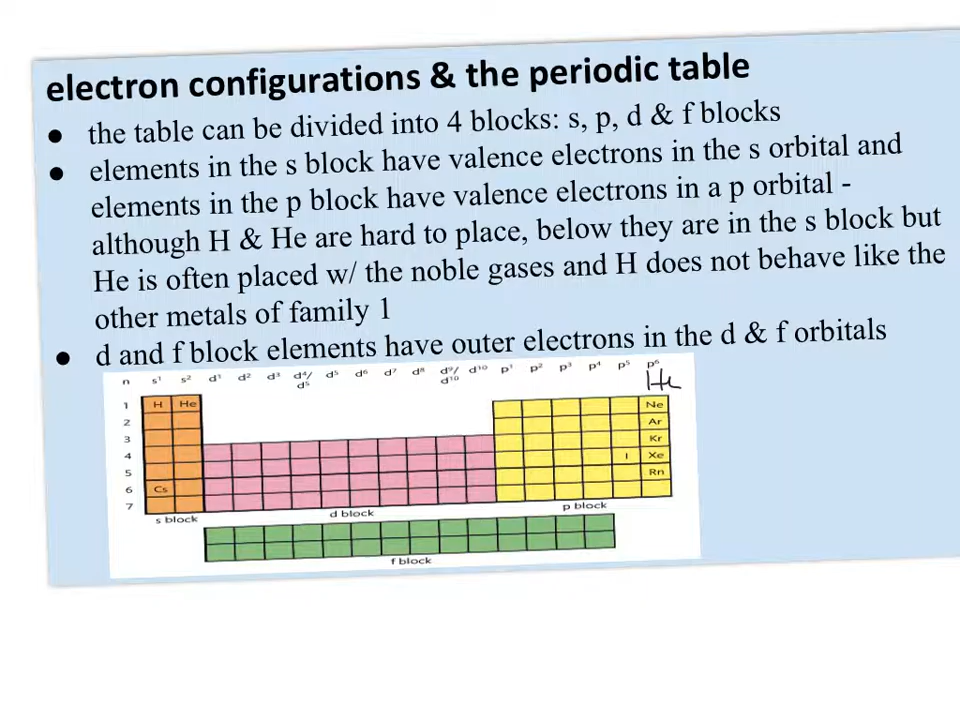 electron configurations & the periodic table
● the table can be divided into 4 blocks: s, p, d & f blocks
● elements in the s block have valence electrons in the s orbital and
elements in the p block have valence electrons in a p orbital -
although H & He are hard to place, below they are in the s block but
He is often placed w/ the noble gases and H does not behave like the
other metals of family 1
● d and f block elements have outer electrons in the d & f orbitals
n s¹ s² d¹ d² d³ d⁴/ d⁵ d⁵ d⁶ d⁷ d⁸ d⁹/ d¹⁰ d¹⁰ p¹ p² p³ p⁴ p⁵ p⁶
He
1 H He Ne
2 Ar
3 Kr
4 I Xe
5 Rn
6 Cs
7
s block d block p block
f block